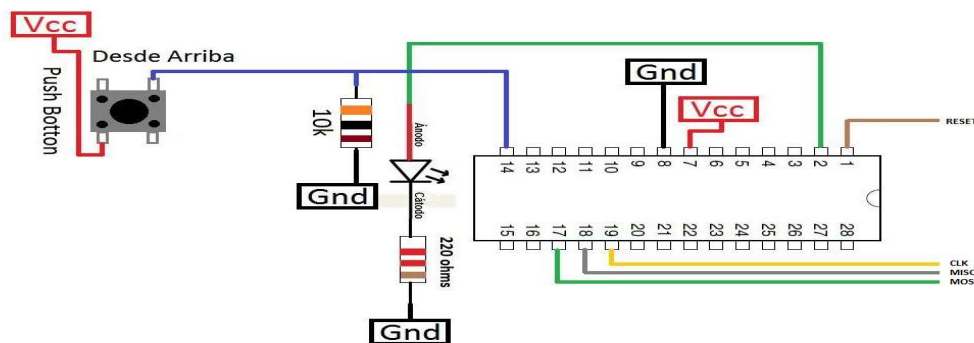 Vcc
Desde Arriba
Push Botton
10k
Gnd
Ánodo
Cátodo
220 ohms
Gnd
Gnd
Vcc
RESET
14 13 12 11 10 9 8 7 6 5 4 3 2 1
15 16 17 18 19 20 21 22 23 24 25 26 27 28
CLK
MISO
MOS